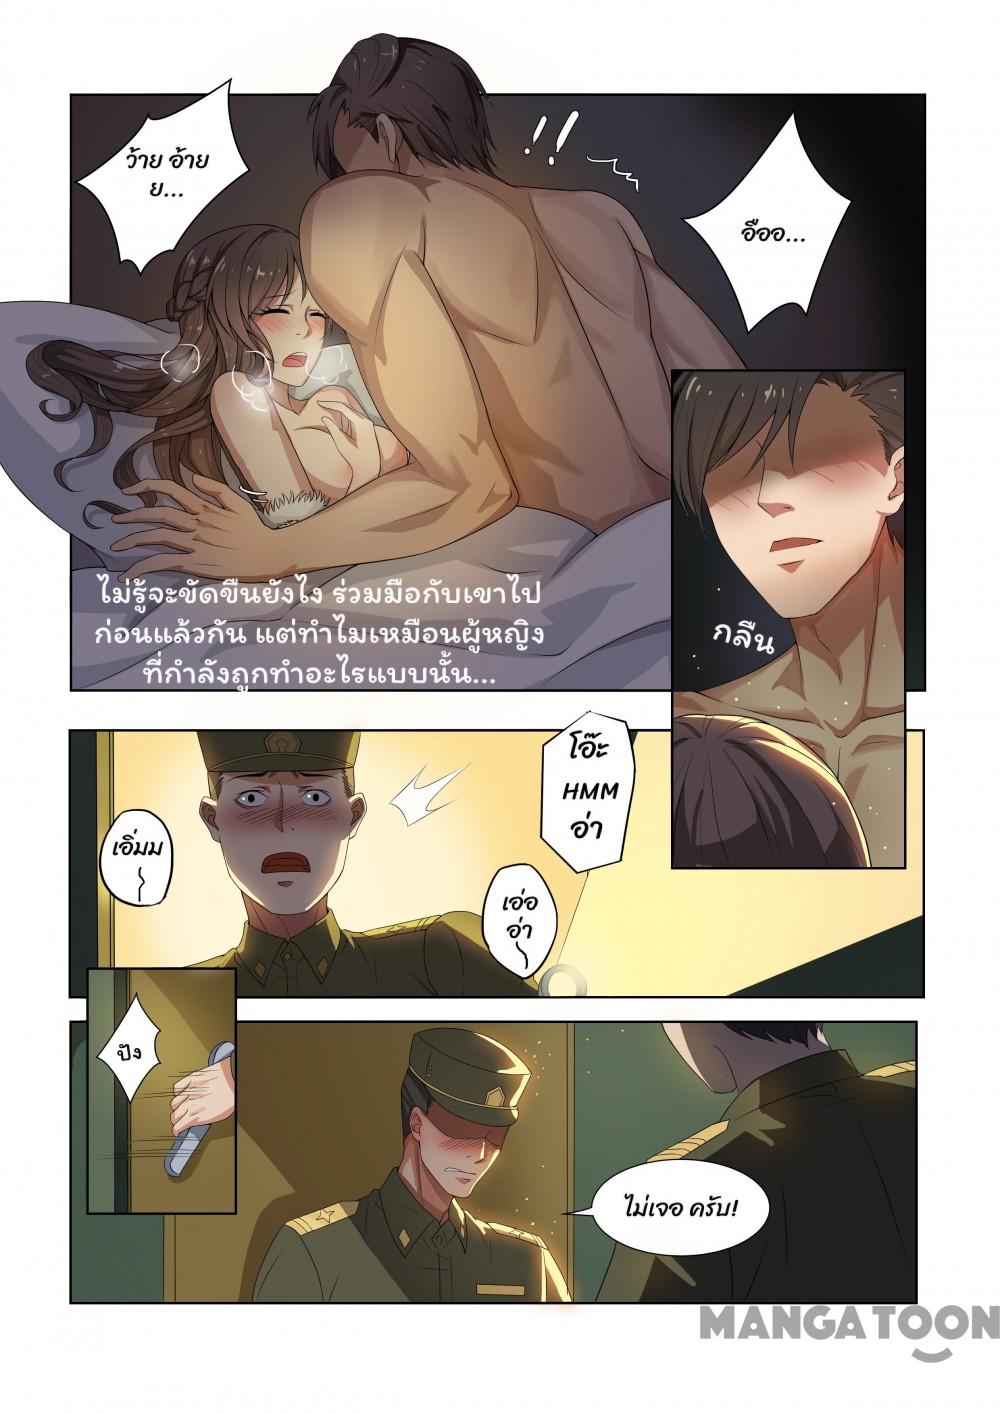 ว้าย อ้าย
ย...
!!
อืออ...
ไม่รู้จะขัดขืนยังไง ร่วมมือกับเขาไป
ก่อนแล้วกัน แต่ทำไมเหมือนผู้หญิง
ที่กำลังถูกทำอะไรแบบนั้น...
กลืน
โอ๊ะ
HMM
อ่า
เอิ่มม
เอ่อ
อ่า
ปัง
ไม่เจอ ครับ!
MANGATOON